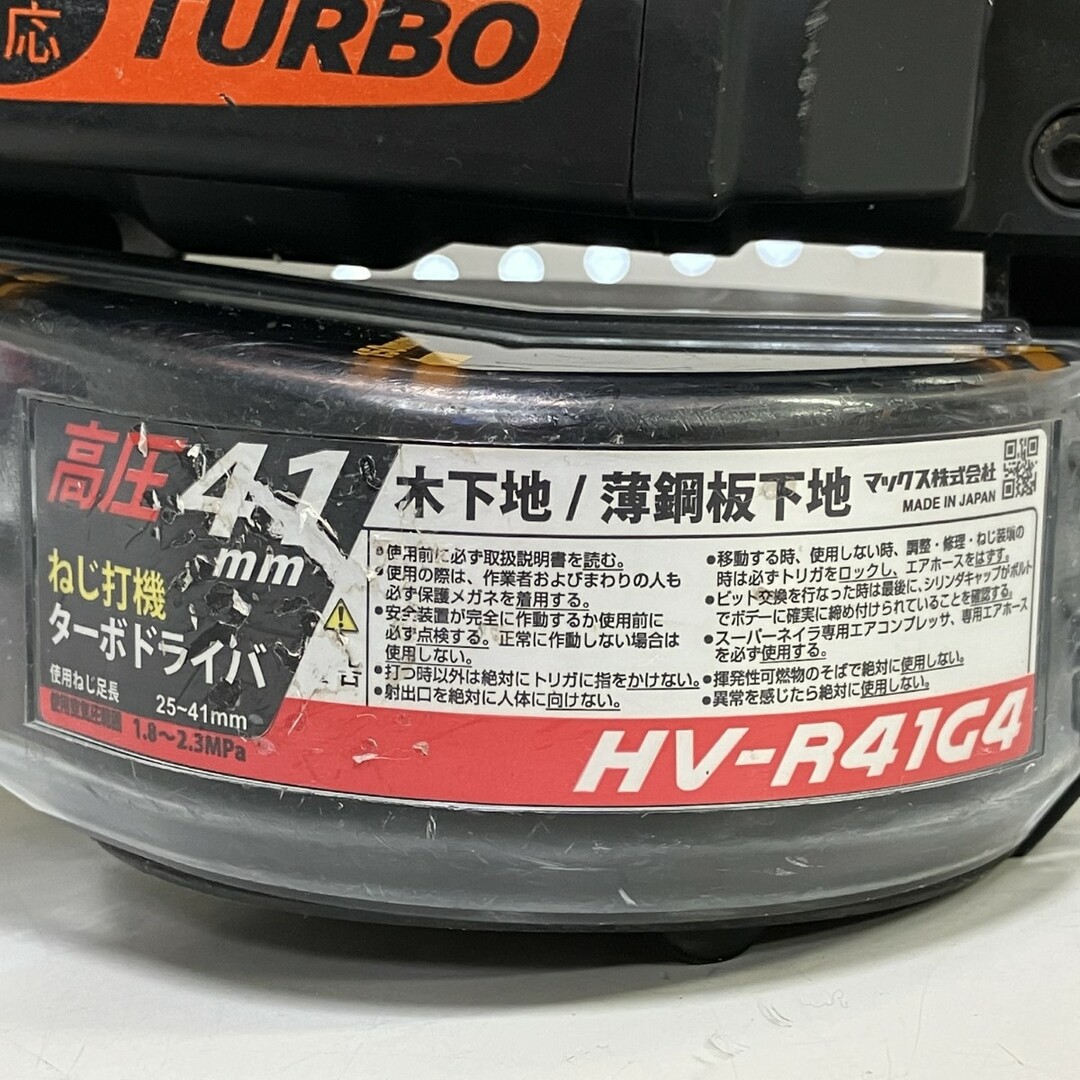 応
TURBO
高圧41
mm
ねじ打機
ターボドライバ
使用ねじ足長
25~41mm
1.8~2.3MPa
木下地/薄鋼板下地
マックス株式会社
MADE IN JAPAN
●使用前に必ず取扱説明書を読む。
●使用の際は、作業者およびまわりの人も
必ず保護メガネを着用する。
●安全装置が完全に作動するか使用前に
必ず点検する。正常に作動しない場合は
使用しない。
●打つ時以外は絶対にトリガに指をかけない。
●射出口を絶対に人体に向けない。
●移動する時、使用しない時、調整・修理・ねじ装填の
時は必ずトリガをロックし、エアホースをはずす。
●ビット交換を行なった時は最後に、シリンダキャップがボルト
でボデーに確実に締め付けられていることを確認する。
●スーパーネイラ専用エアコンプレッサ、専用エアホース
を必ず使用する。
●揮発性可燃物のそばで絶対に使用しない。
●異常を感じたら絶対に使用しない。
HV-R41G4